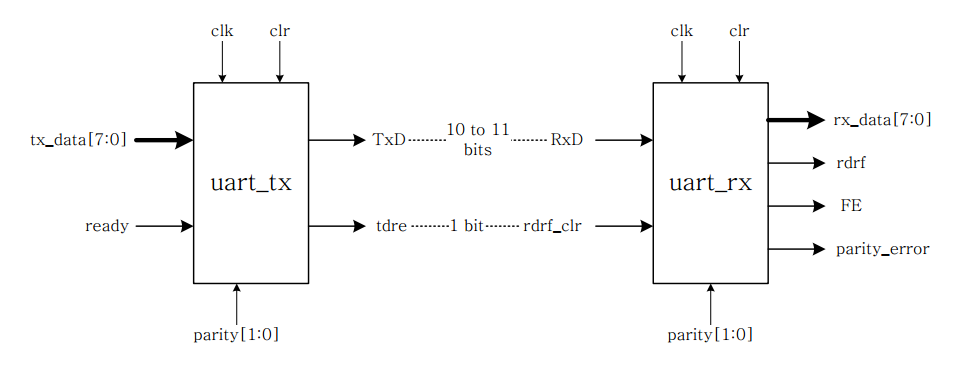 clk
clr
clk
clr
tx_data[7:0]
TxD
10 to 11
bits
RxD
rx_data[7:0]
rdrf
uart_tx
uart_rx
FE
ready
tdre
1 bit
rdrf_clr
parity_error
parity[1:0]
parity[1:0]